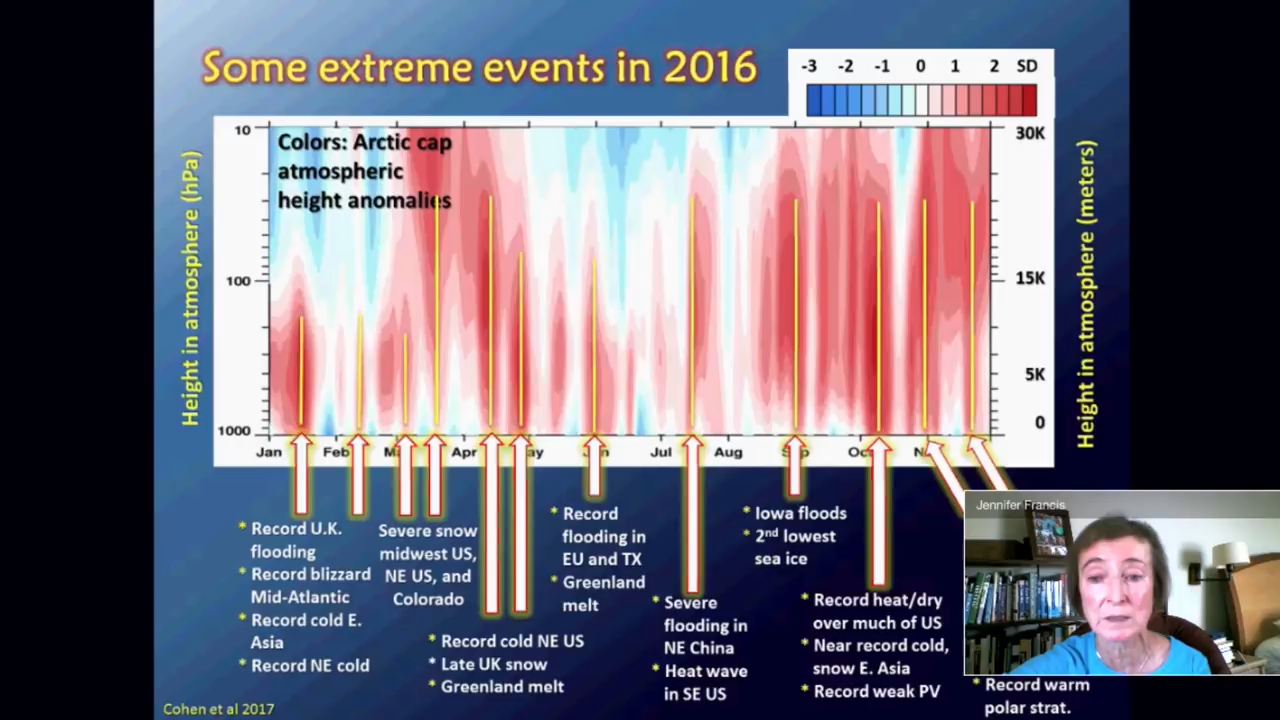 Some extreme events in 2016
-3 -2 -1 0 1 2 SD
Colors: Arctic cap
atmospheric
height anomalies
Height in atmosphere (hPa)
10
100
1000
30K
15K
5K
0
Height in atmosphere (meters)
Jan Feb Apr Jul Aug
* Record U.K.
flooding
* Record blizzard
Mid-Atlantic
* Record cold E.
Asia
* Record NE cold
Severe snow
midwest US,
NE US, and
Colorado
* Record cold NE US
* Late UK snow
* Greenland melt
* Record
flooding in
EU and TX
* Greenland
melt
* Severe
flooding in
NE China
* Heat wave
in SE US
* Iowa floods
* 2nd lowest
sea ice
* Record heat/dry
over much of US
* Near record cold,
snow E. Asia
* Record weak PV
Jennifer Francis
* Record warm
polar strat.
Cohen et al 2017